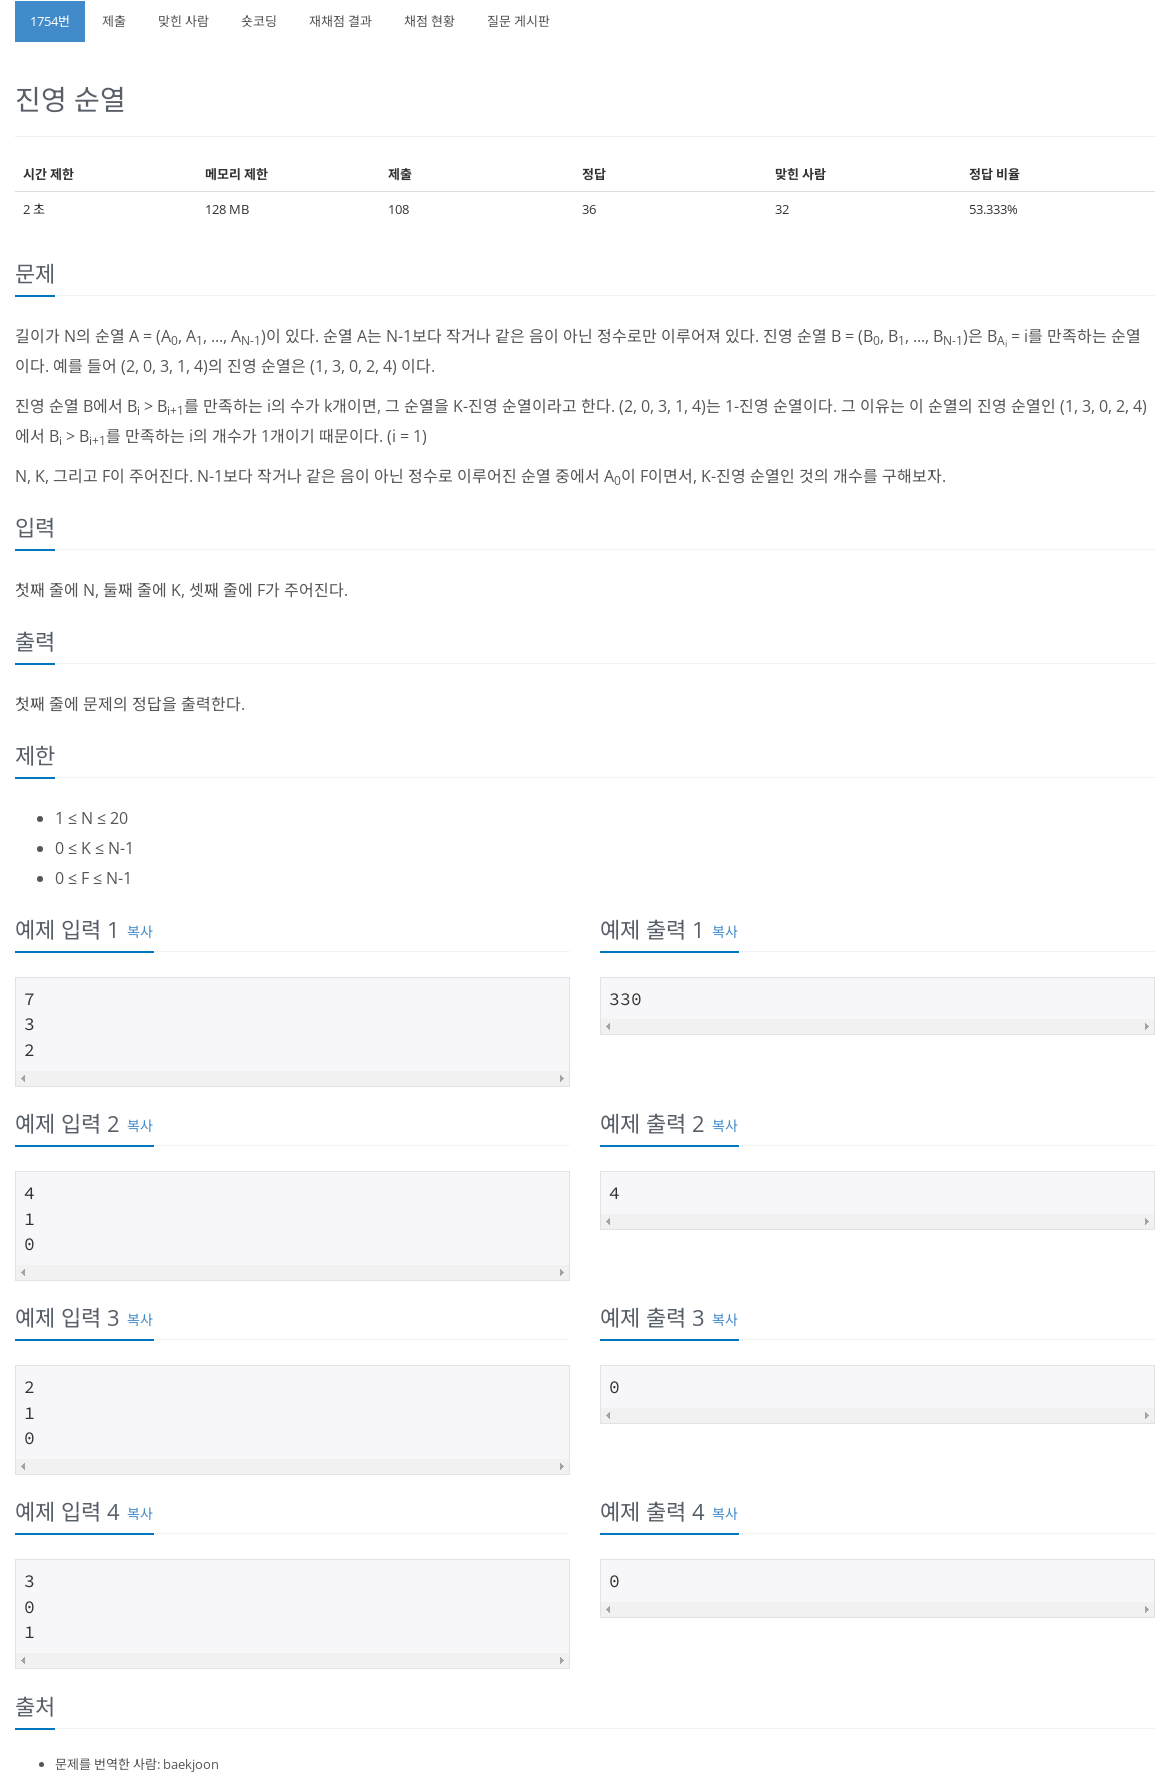 1754번 제출 맞힌 사람 숏코딩 재채점 결과 채점 현황 질문 게시판
진영 순열
시간 제한 메모리 제한 제출 정답 맞힌 사람 정답 비율
2 초 128 MB 108 36 32 53.333%
문제
길이가 N의 순열 A = (A0, A1, ..., AN-1)이 있다. 순열 A는 N-1보다 작거나 같은 음이 아닌 정수로만 이루어져 있다. 진영 순열 B = (B0, B1, ..., BN-1)은 BAi = i를 만족하는 순열
이다. 예를 들어 (2, 0, 3, 1, 4)의 진영 순열은 (1, 3, 0, 2, 4) 이다.
진영 순열 B에서 Bi > Bi+1를 만족하는 i의 수가 k개이면, 그 순열을 K-진영 순열이라고 한다. (2, 0, 3, 1, 4)는 1-진영 순열이다. 그 이유는 이 순열의 진영 순열인 (1, 3, 0, 2, 4)
에서 Bi > Bi+1를 만족하는 i의 개수가 1개이기 때문이다. (i = 1)
N, K, 그리고 F이 주어진다. N-1보다 작거나 같은 음이 아닌 정수로 이루어진 순열 중에서 A0이 F이면서, K-진영 순열인 것의 개수를 구해보자.
입력
첫째 줄에 N, 둘째 줄에 K, 셋째 줄에 F가 주어진다.
출력
첫째 줄에 문제의 정답을 출력한다.
제한
1 ≤ N ≤ 20
0 ≤ K ≤ N-1
0 ≤ F ≤ N-1
예제 입력 1 복사
7
3
2
예제 출력 1 복사
330
예제 입력 2 복사
4
1
0
예제 출력 2 복사
4
예제 입력 3 복사
2
1
0
예제 출력 3 복사
0
예제 입력 4 복사
3
0
1
예제 출력 4 복사
0
출처
문제를 번역한 사람: baekjoon